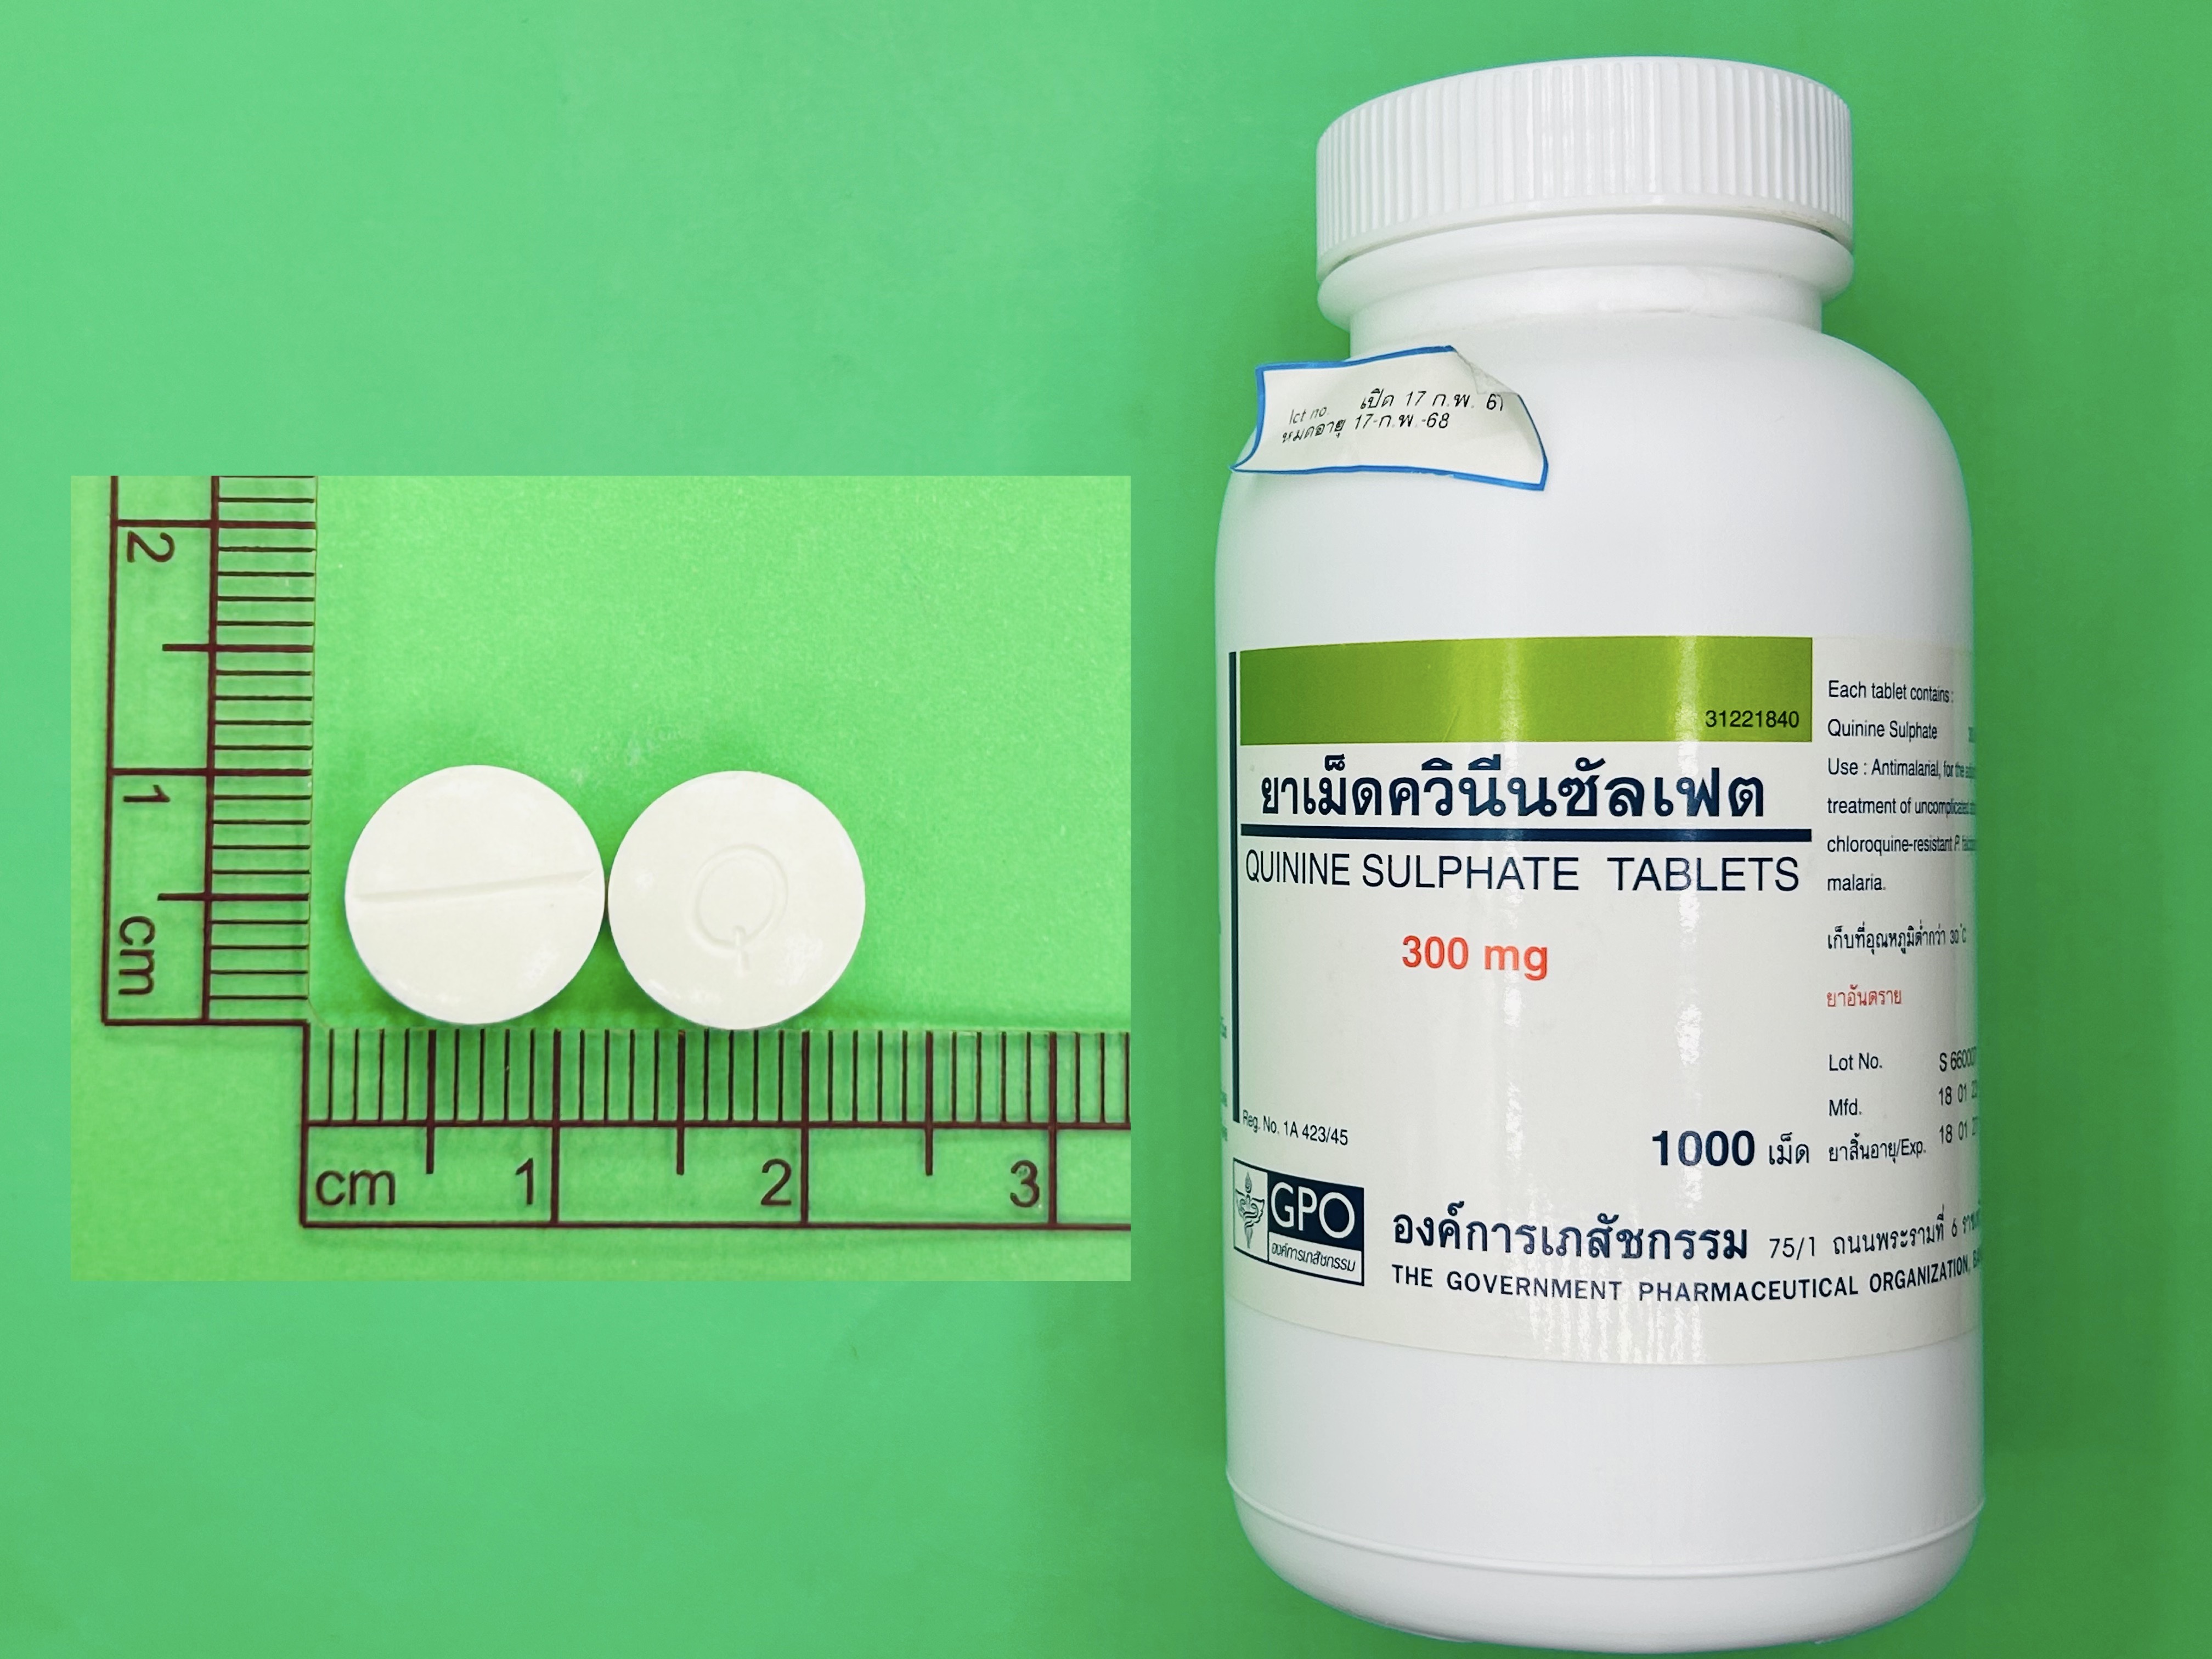 lct no. เปิด 17 ก.พ. 67
หมดอายุ 17-ก.พ.-68
31221840
ยาเม็ดควินีนซัลเฟต
QUININE SULPHATE TABLETS
300 mg
Reg. No. 1A 423/45
1000 เม็ด
GPO
องค์การเภสัชกรรม
องค์การเภสัชกรรม 75/1 ถนนพระรามที่ 6
THE GOVERNMENT PHARMACEUTICAL ORGANIZATION,
Each tablet contains :
Quinine Sulphate
Use : Antimalarial, for the
treatment of uncomplicated
chloroquine-resistant P.
malaria.
เก็บที่อุณหภูมิต่ำกว่า 30°C
ยาอันตราย
Lot No.
Mfd. 18 01
ยาสิ้นอายุ/Exp. 18 01
2
1
cm
cm 1 2 3
Q